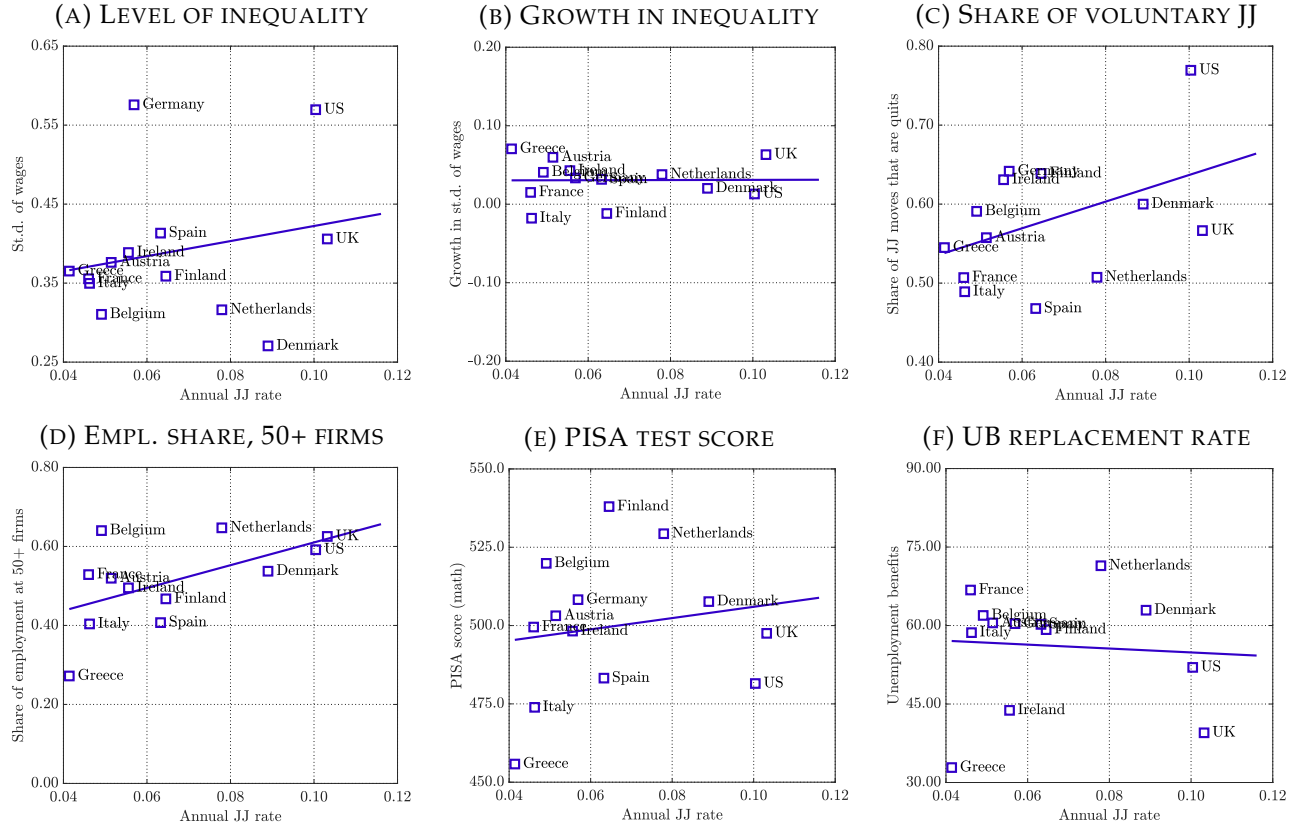 (A) LEVEL OF INEQUALITY
0.65
0.55
0.45
0.35
0.25
St.d. of wages
Germany
US
Spain
UK
Ireland
Austria
Greece
France
Italy
Finland
Belgium
Netherlands
Denmark
0.04 0.06 0.08 0.10 0.12
Annual JJ rate
(B) GROWTH IN INEQUALITY
0.20
0.10
0.00
-0.10
-0.20
Growth in st.d. of wages
Greece
Austria
UK
Belgium
Ireland
Germany
Spain
Netherlands
France
Denmark
US
Italy
Finland
0.04 0.06 0.08 0.10 0.12
Annual JJ rate
(C) SHARE OF VOLUNTARY JJ
0.80
0.70
0.60
0.50
0.40
Share of JJ moves that are quits
US
Germany
Finland
Ireland
Belgium
Denmark
Austria
UK
Greece
France
Netherlands
Italy
Spain
0.04 0.06 0.08 0.10 0.12
Annual JJ rate
(D) EMPL. SHARE, 50+ FIRMS
0.80
0.60
0.40
0.20
0.00
Share of employment at 50+ firms
Belgium
Netherlands
UK
US
France
Austria
Denmark
Ireland
Finland
Italy
Spain
Greece
0.04 0.06 0.08 0.10 0.12
Annual JJ rate
(E) PISA TEST SCORE
550.0
525.0
500.0
475.0
450.0
PISA score (math)
Finland
Netherlands
Belgium
Germany
Denmark
Austria
France
Ireland
UK
Spain
US
Italy
Greece
0.04 0.06 0.08 0.10 0.12
Annual JJ rate
(F) UB REPLACEMENT RATE
90.00
75.00
60.00
45.00
30.00
Unemployment benefits
Netherlands
France
Denmark
Belgium
Austria
Germany
Spain
Finland
Italy
US
Ireland
UK
Greece
0.04 0.06 0.08 0.10 0.12
Annual JJ rate